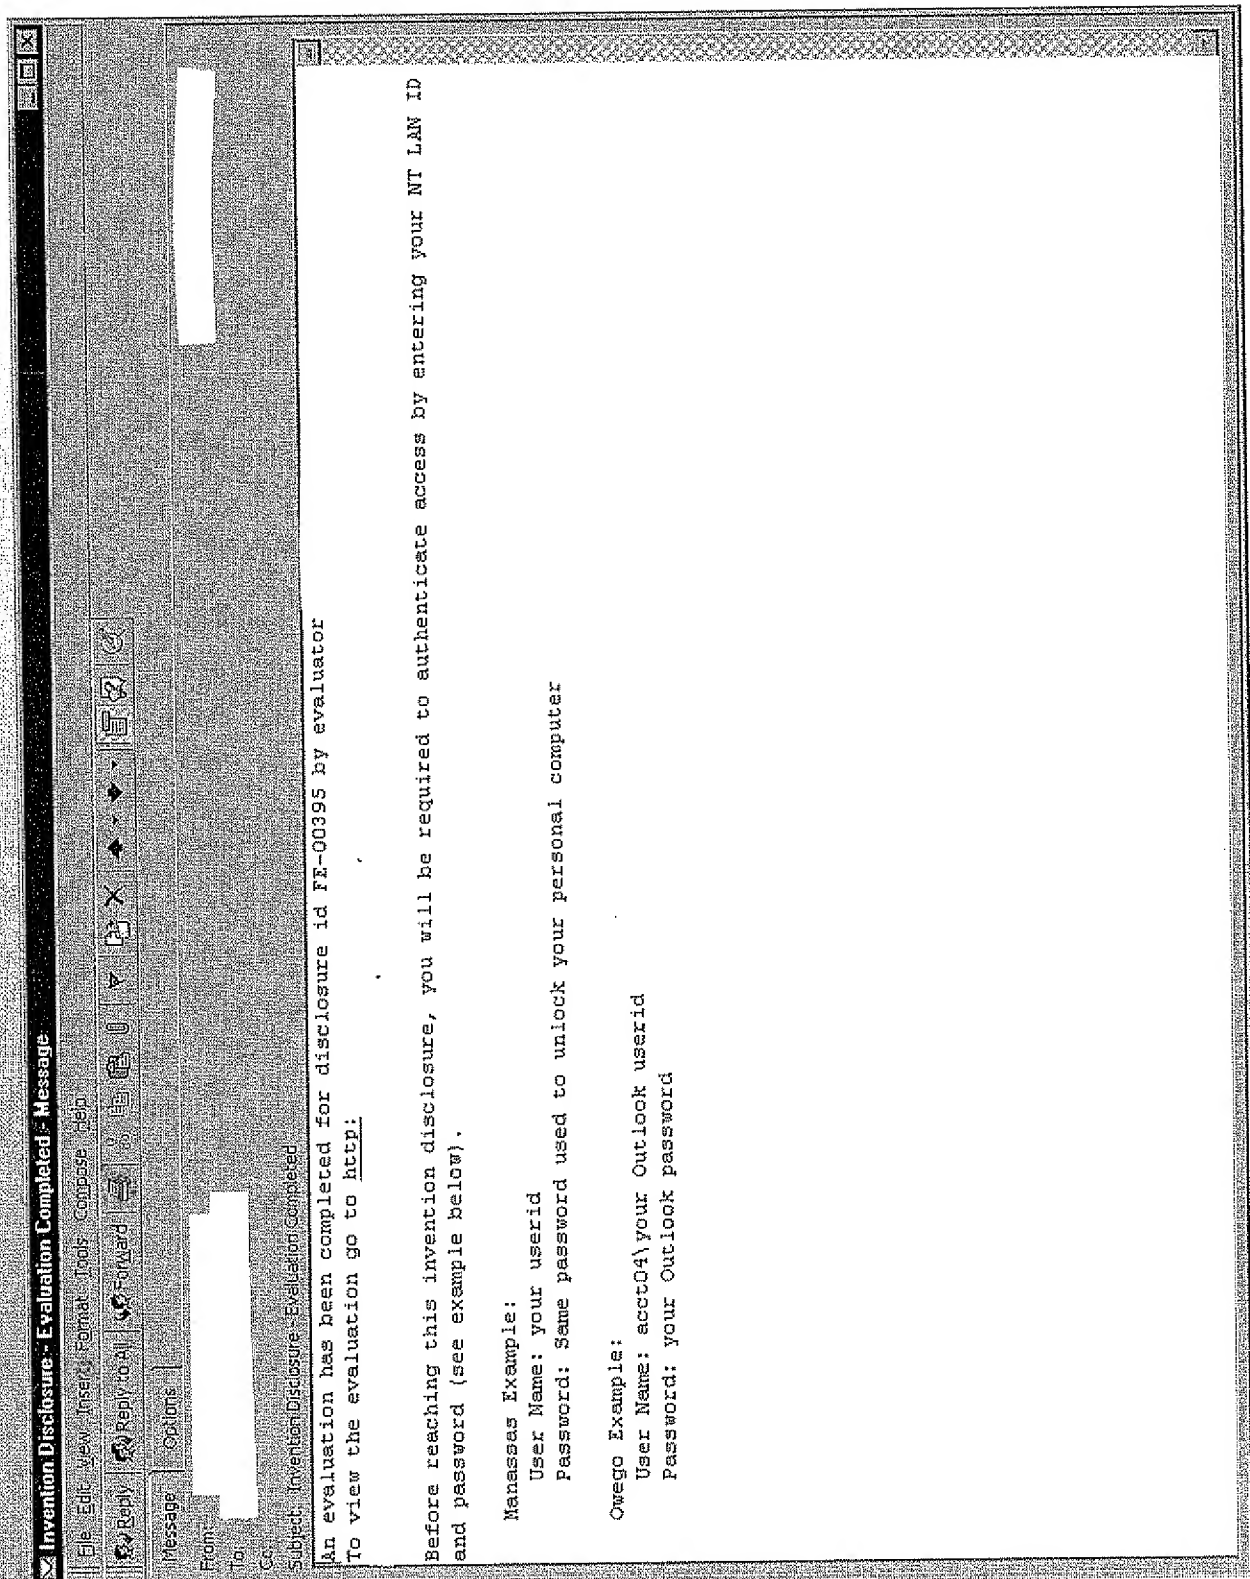 Invention Disclosure - Evaluation Completed - Message
File Edit View Insert Format Tools Compose Help
Reply Reply to All Forward
Message Options
From:
To:
Cc:
Subject: Invention Disclosure - Evaluation Completed
An evaluation has been completed for disclosure id FE-00395 by evaluator
To view the evaluation go to http:
Before reaching this invention disclosure, you will be required to authenticate access by entering your NT LAN ID
and password (see example below).
Manassas Example:
User Name: your userid
Password: Same password used to unlock your personal computer
Owego Example:
User Name: acct04\your Outlook userid
Password: your Outlook password